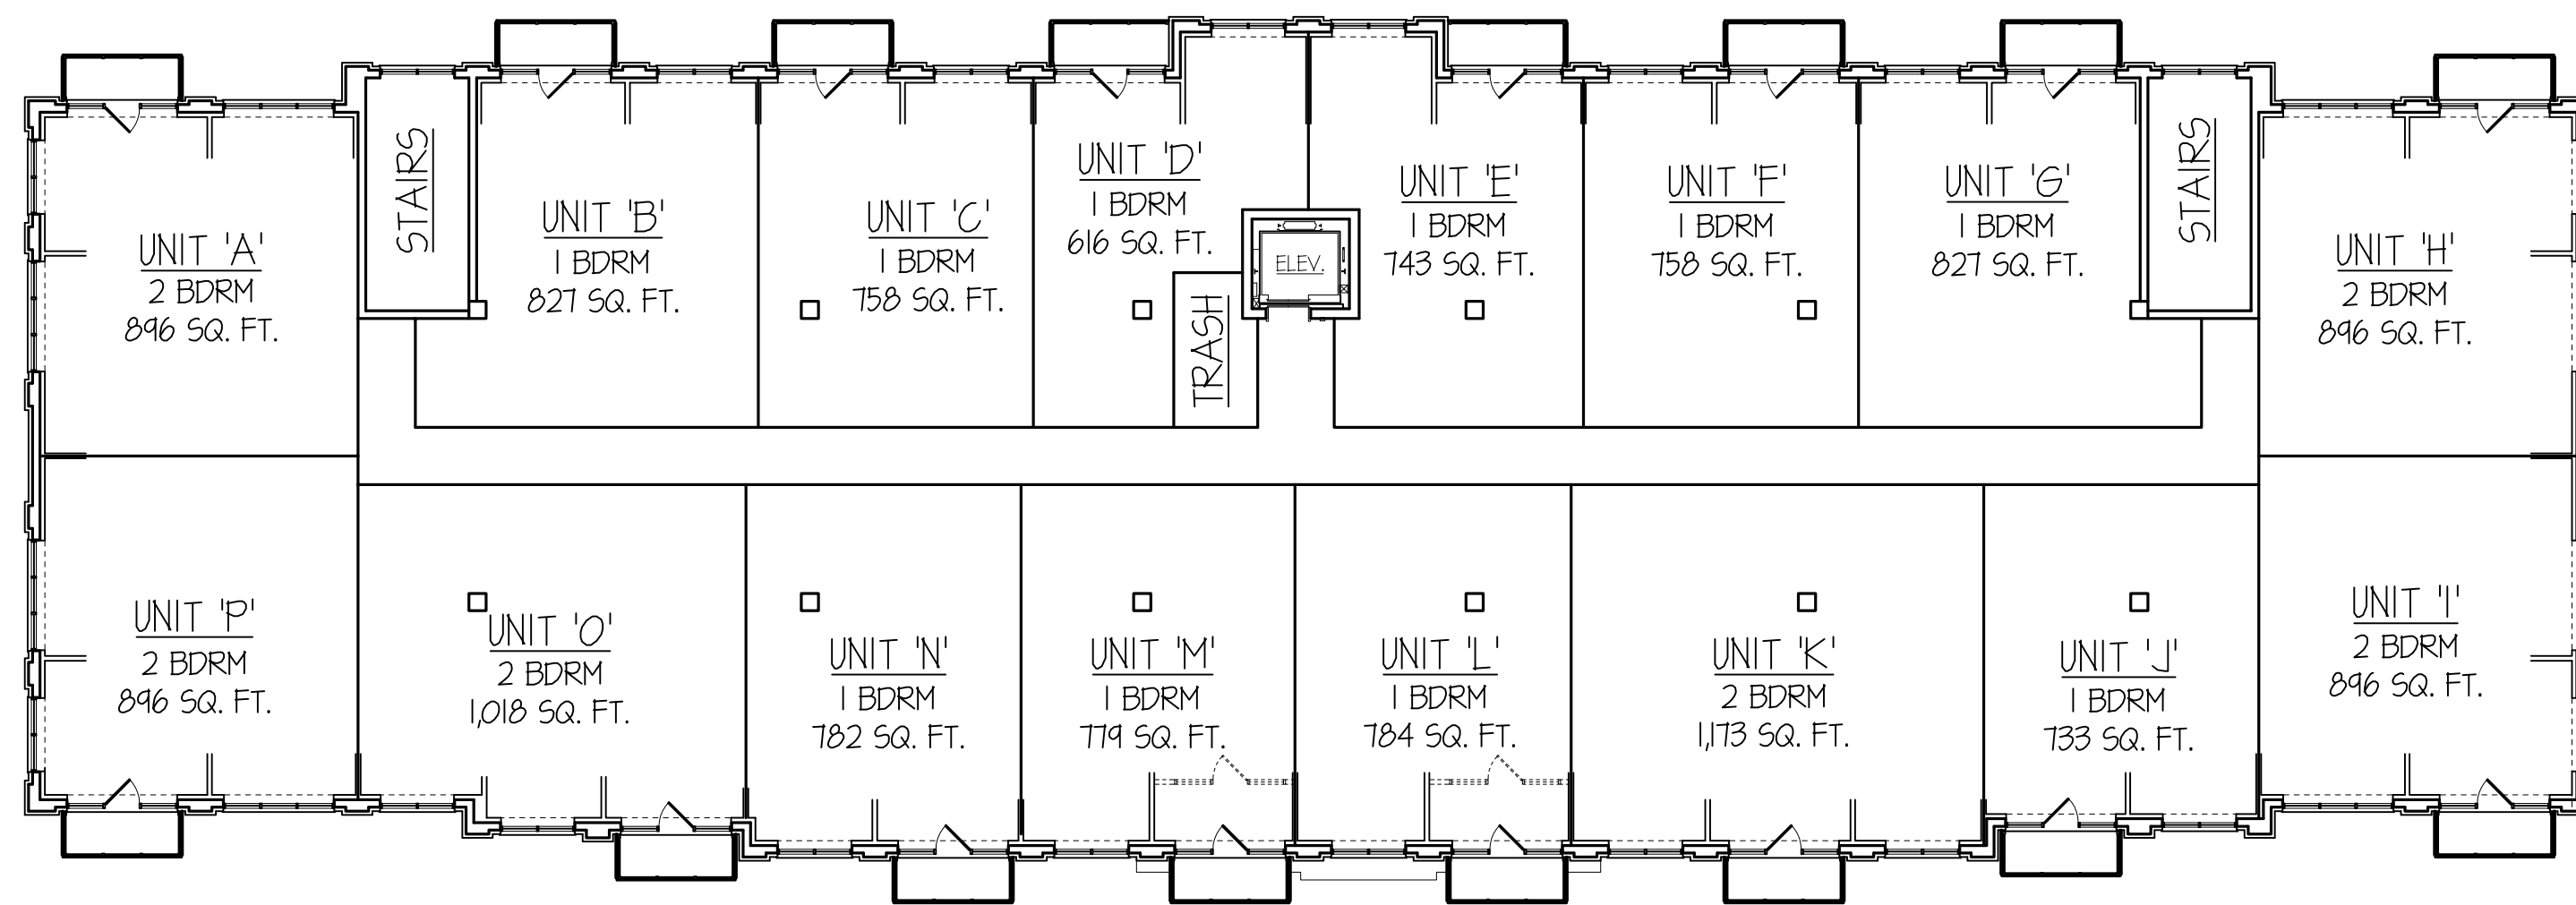 UNIT 'A'
2 BDRM
896 SQ. FT.
STAIRS
UNIT 'B'
1 BDRM
827 SQ. FT.
UNIT 'C'
1 BDRM
758 SQ. FT.
UNIT 'D'
1 BDRM
616 SQ. FT.
TRASH
ELEV.
UNIT 'E'
1 BDRM
743 SQ. FT.
UNIT 'F'
1 BDRM
758 SQ. FT.
UNIT 'G'
1 BDRM
827 SQ. FT.
STAIRS
UNIT 'H'
2 BDRM
896 SQ. FT.
UNIT 'P'
2 BDRM
896 SQ. FT.
UNIT 'O'
2 BDRM
1,018 SQ. FT.
UNIT 'N'
1 BDRM
782 SQ. FT.
UNIT 'M'
1 BDRM
779 SQ. FT.
UNIT 'L'
1 BDRM
784 SQ. FT.
UNIT 'K'
2 BDRM
1,173 SQ. FT.
UNIT 'J'
1 BDRM
733 SQ. FT.
UNIT 'I'
2 BDRM
896 SQ. FT.